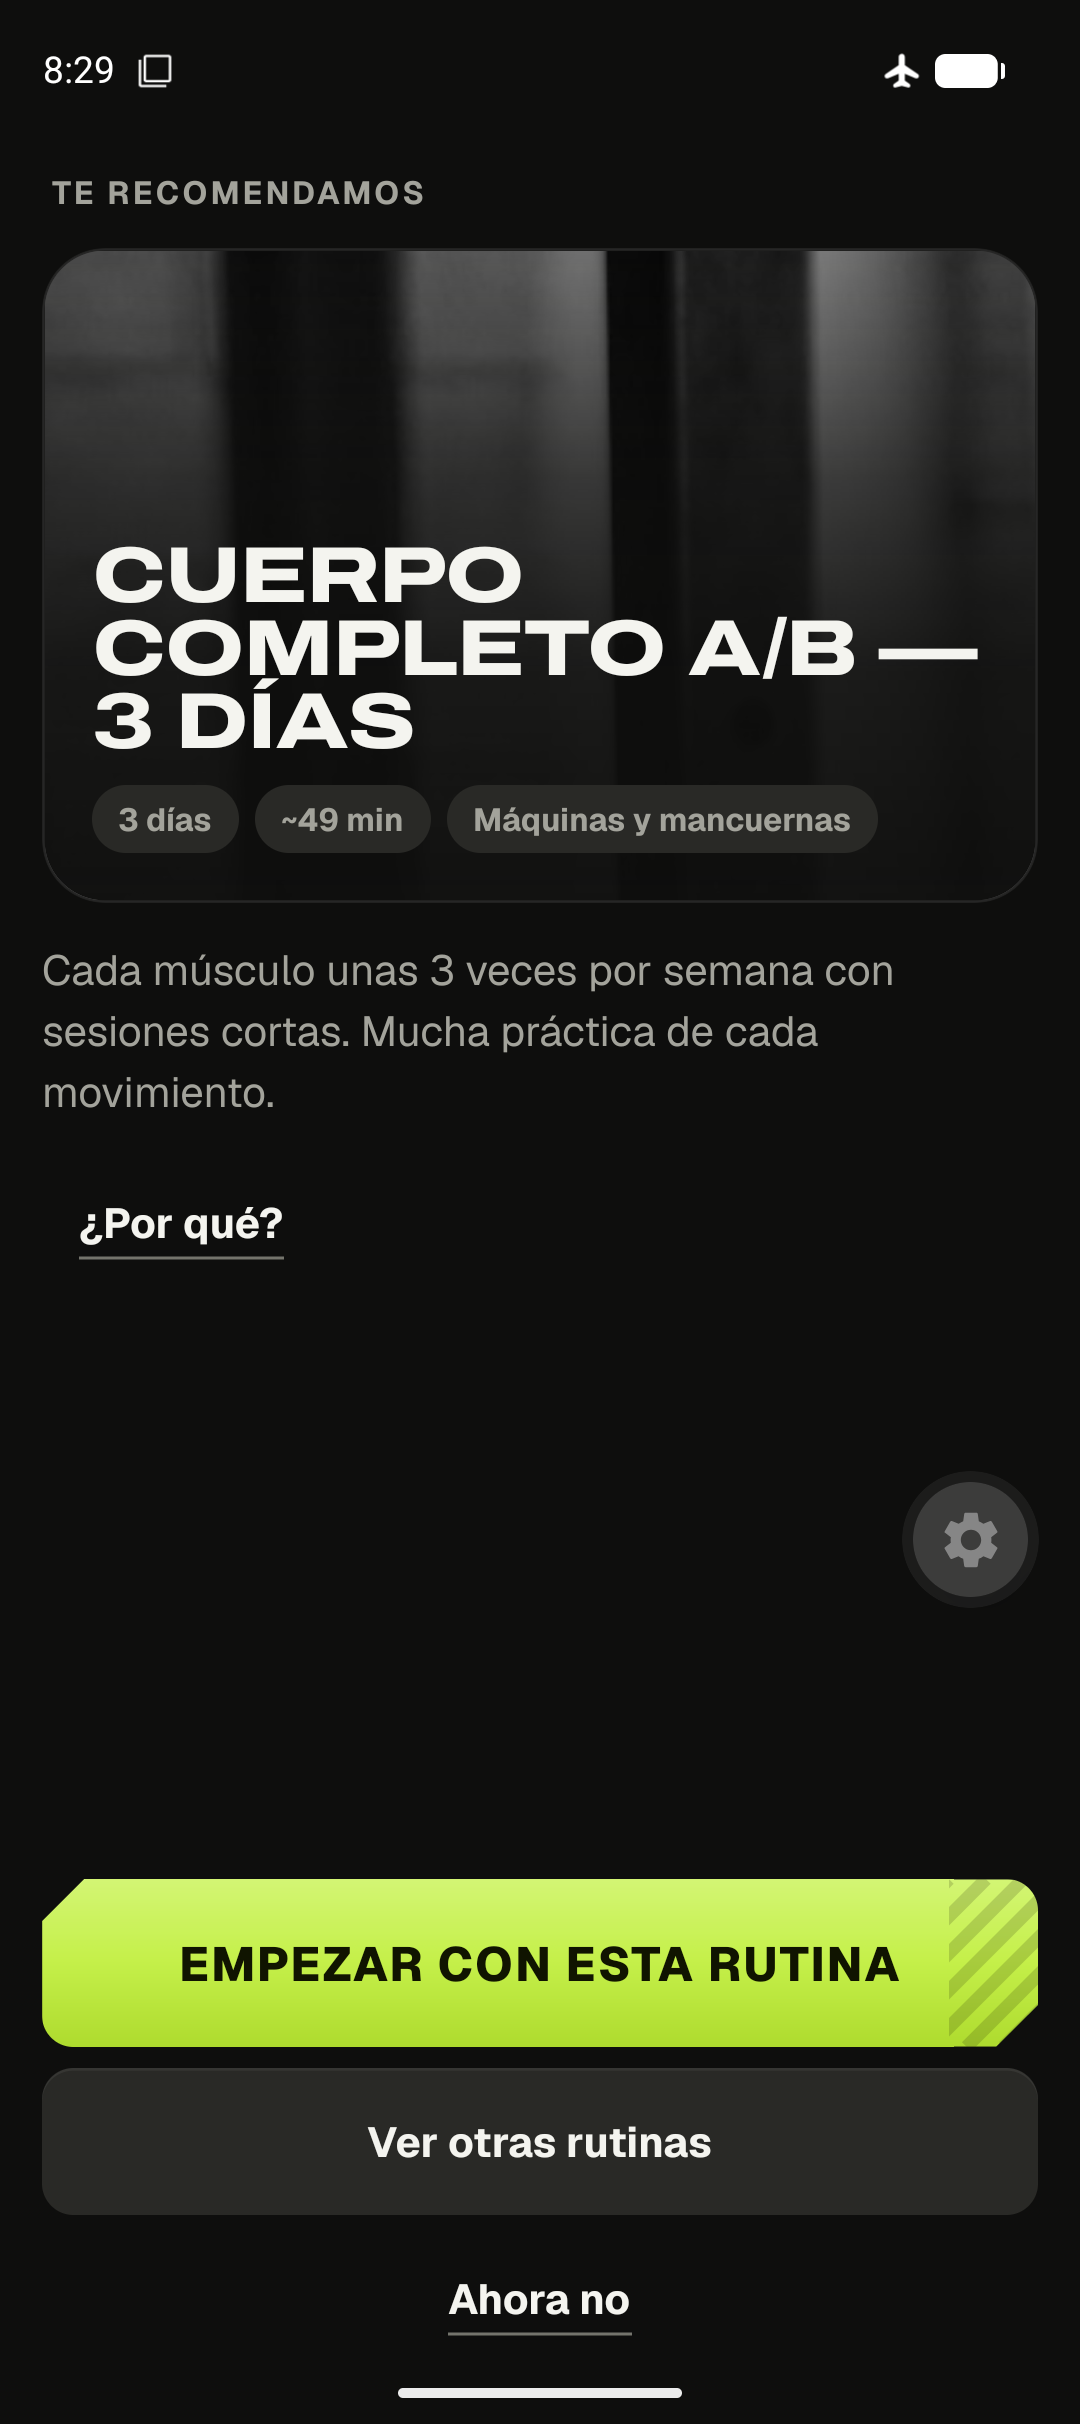 8:29
TE RECOMENDAMOS
CUERPO
COMPLETO A/B —
3 DÍAS
3 días
~49 min
Máquinas y mancuernas
Cada músculo unas 3 veces por semana con
sesiones cortas. Mucha práctica de cada
movimiento.
¿Por qué?
EMPEZAR CON ESTA RUTINA
Ver otras rutinas
Ahora no